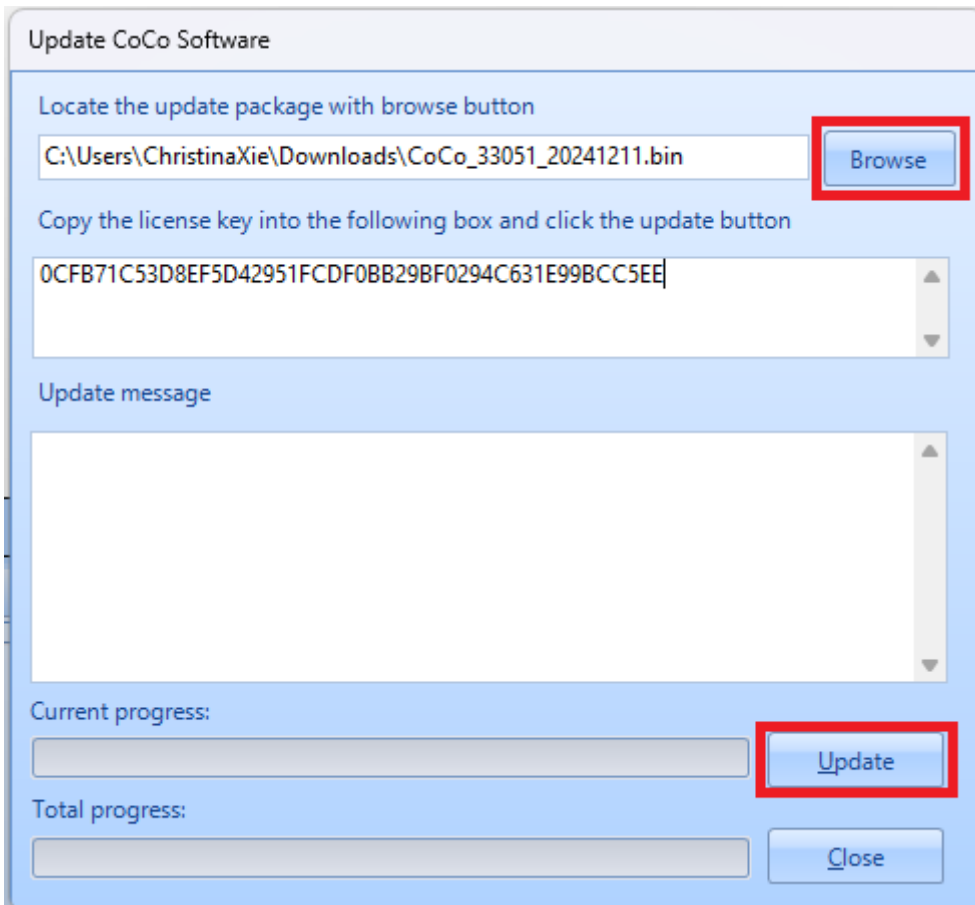 Update CoCo Software
Locate the update package with browse button
C:\Users\ChristinaXie\Downloads\CoCo_33051_20241211.bin
Browse
Copy the license key into the following box and click the update button
0CFB71C53D8EF5D42951FCDF0BB29BF0294C631E99BCC5EE
Update message
Current progress:
Update
Total progress:
Close